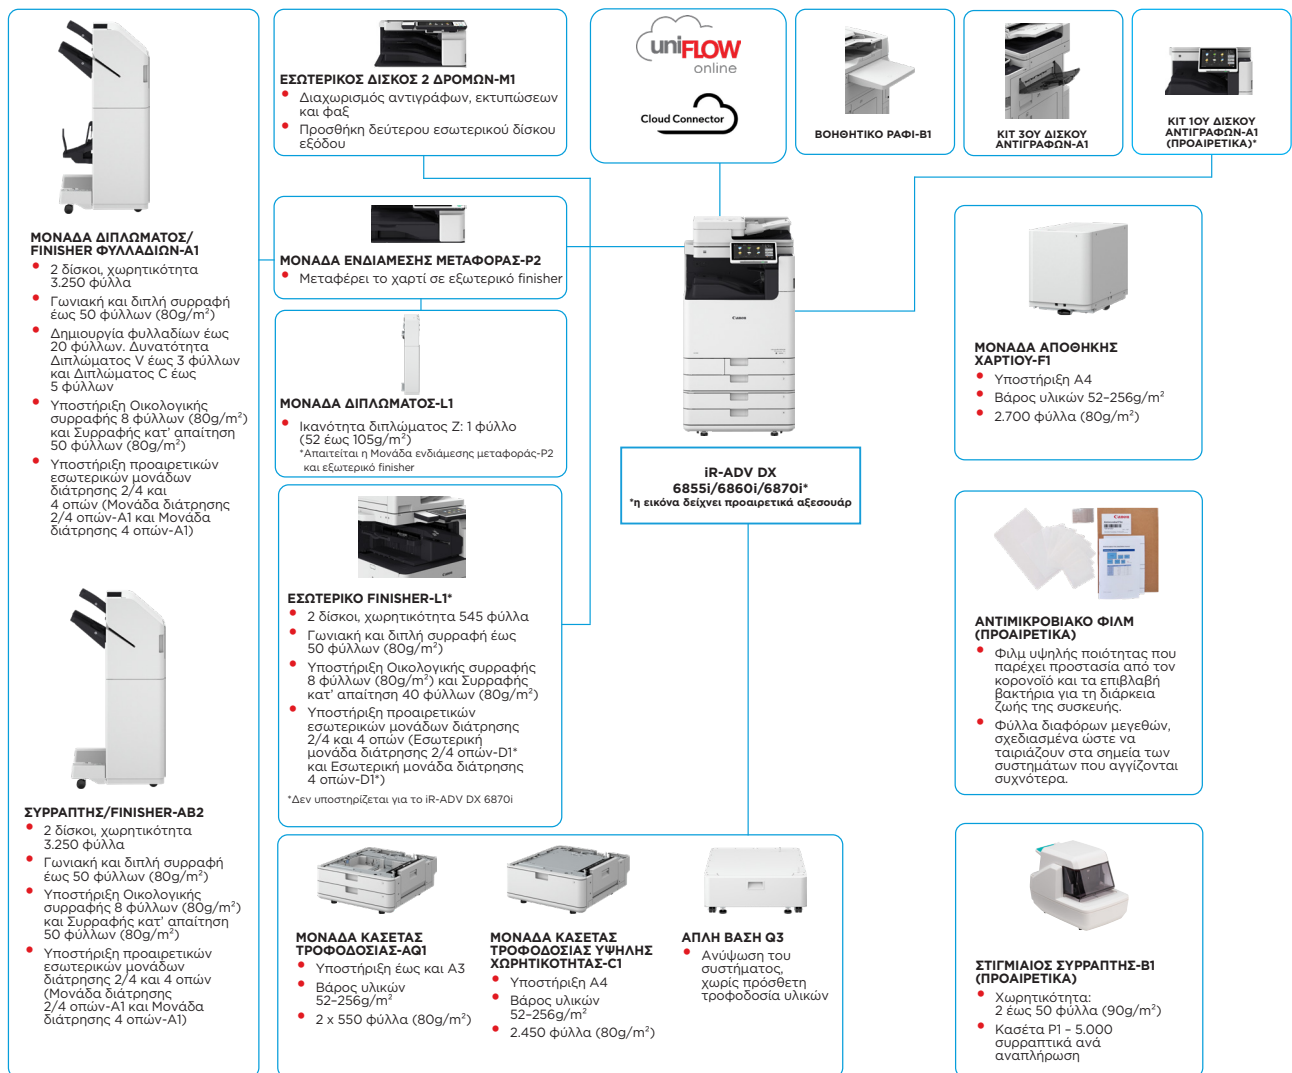 ΜΟΝΑΔΑ ΔΙΠΛΩΜΑΤΟΣ/
FINISHER ΦΥΛΛΑΔΙΩΝ-A1
2 δίσκοι, χωρητικότητα
3.250 φύλλα
Γωνιακή και διπλή συρραφή
έως 50 φύλλων (80g/m²)
Δημιουργία φυλλαδίων έως
20 φύλλων. Δυνατότητα
Διπλώματος V έως 3 φύλλων
και Διπλώματος C έως
5 φύλλων
Υποστήριξη Οικολογικής
συρραφής 8 φύλλων (80g/m²)
και Συρραφής κατ’ απαίτηση
50 φύλλων (80g/m²)
Υποστήριξη προαιρετικών
εσωτερικών μονάδων
διάτρησης 2/4 και
4 οπών (Μονάδα διάτρησης
2/4 οπών-A1 και Μονάδα
διάτρησης 4 οπών-A1)
ΣΥΡΡΑΠΤΗΣ/FINISHER-AB2
2 δίσκοι, χωρητικότητα
3.250 φύλλα
Γωνιακή και διπλή συρραφή
έως 50 φύλλων (80g/m²)
Υποστήριξη Οικολογικής
συρραφής 8 φύλλων (80g/m²)
και Συρραφής κατ’ απαίτηση
50 φύλλων (80g/m²)
Υποστήριξη προαιρετικών
εσωτερικών μονάδων
διάτρησης 2/4 και 4 οπών
(Μονάδα διάτρησης
2/4 οπών-A1 και Μονάδα
διάτρησης 4 οπών-A1)
ΕΣΩΤΕΡΙΚΟΣ ΔΙΣΚΟΣ 2 ΔΡΟΜΩΝ-M1
Διαχωρισμός αντιγράφων, εκτυπώσεων
και φαξ
Προσθήκη δεύτερου εσωτερικού δίσκου
εξόδου
ΜΟΝΑΔΑ ΕΝΔΙΑΜΕΣΗΣ ΜΕΤΑΦΟΡΑΣ-P2
Μεταφέρει το χαρτί σε εξωτερικό finisher
ΜΟΝΑΔΑ ΔΙΠΛΩΜΑΤΟΣ-L1
Ικανότητα διπλώματος Z: 1 φύλλο
(52 έως 105g/m²)
*Απαιτείται η Μονάδα ενδιάμεσης μεταφοράς-P2
και εξωτερικό finisher
ΕΣΩΤΕΡΙΚΟ FINISHER-L1*
2 δίσκοι, χωρητικότητα 545 φύλλα
Γωνιακή και διπλή συρραφή έως
50 φύλλων (80g/m²)
Υποστήριξη Οικολογικής συρραφής
8 φύλλων (80g/m²) και Συρραφής
κατ’ απαίτηση 40 φύλλων (80g/m²)
Υποστήριξη προαιρετικών
εσωτερικών μονάδων διάτρησης
2/4 και 4 οπών (Εσωτερική
μονάδα διάτρησης 2/4 οπών-D1*
και Εσωτερική μονάδα διάτρησης
4 οπών-D1*)
*Δεν υποστηρίζεται για το iR-ADV DX 6870i
uniFLOW
online
Cloud Connector
ΒΟΗΘΗΤΙΚΟ ΡΑΦΙ-B1
ΚΙΤ 3ΟΥ ΔΙΣΚΟΥ
ΑΝΤΙΓΡΑΦΩΝ-A1
ΚΙΤ 1ΟΥ ΔΙΣΚΟΥ
ΑΝΤΙΓΡΑΦΩΝ-A1
(ΠΡΟΑΙΡΕΤΙΚΑ)*
Canon
iR-ADV DX
6855i/6860i/6870i*
*η εικόνα δείχνει προαιρετικά αξεσουάρ
ΜΟΝΑΔΑ ΚΑΣΕΤΑΣ
ΤΡΟΦΟΔΟΣΙΑΣ-AQ1
Υποστήριξη έως και A3
Βάρος υλικών
52–256g/m²
2 x 550 φύλλα (80g/m²)
ΜΟΝΑΔΑ ΚΑΣΕΤΑΣ
ΤΡΟΦΟΔΟΣΙΑΣ ΥΨΗΛΗΣ
ΧΩΡΗΤΙΚΟΤΗΤΑΣ-C1
Υποστήριξη A4
Βάρος υλικών
52–256g/m²
2.450 φύλλα (80g/m²)
ΑΠΛΗ ΒΑΣΗ Q3
Ανύψωση του
συστήματος,
χωρίς πρόσθετη
τροφοδοσία υλικών
ΜΟΝΑΔΑ ΑΠΟΘΗΚΗΣ
ΧΑΡΤΙΟΥ-F1
Υποστήριξη A4
Βάρος υλικών 52–256g/m²
2.700 φύλλα (80g/m²)
Canon
ΑΝΤΙΜΙΚΡΟΒΙΑΚΟ ΦΙΛΜ
(ΠΡΟΑΙΡΕΤΙΚΑ)
Φιλμ υψηλής ποιότητας που
παρέχει προστασία από τον
κορονοϊό και τα επιβλαβή
βακτήρια για τη διάρκεια
ζωής της συσκευής.
Φύλλα διαφόρων μεγεθών,
σχεδιασμένα ώστε να
ταιριάζουν στα σημεία των
συστημάτων που αγγίζονται
συχνότερα.
ΣΤΙΓΜΙΑΙΟΣ ΣΥΡΡΑΠΤΗΣ-B1
(ΠΡΟΑΙΡΕΤΙΚΑ)
Χωρητικότητα:
2 έως 50 φύλλα (90g/m²)
Κασέτα P1 – 5.000
συρραπτικά ανά
αναπλήρωση